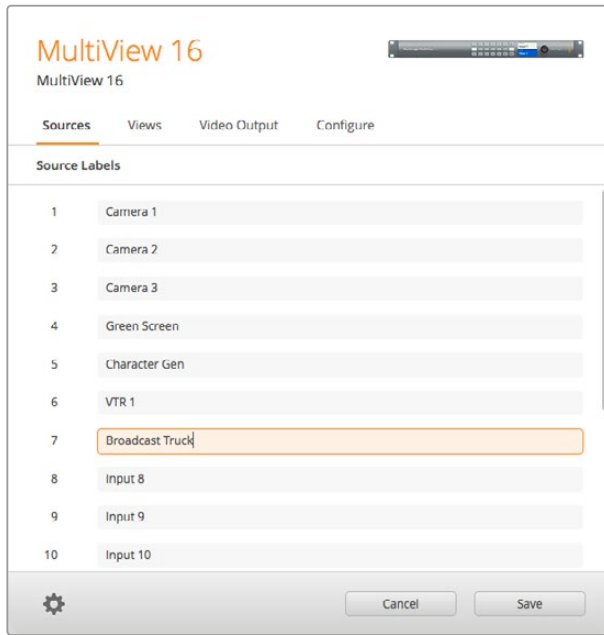 MultiView 16
MultiView 16
Sources Views Video Output Configure
Source Labels
1 Camera 1
2 Camera 2
3 Camera 3
4 Green Screen
5 Character Gen
6 VTR 1
7 Broadcast Truck
8 Input 8
9 Input 9
10 Input 10
Cancel Save